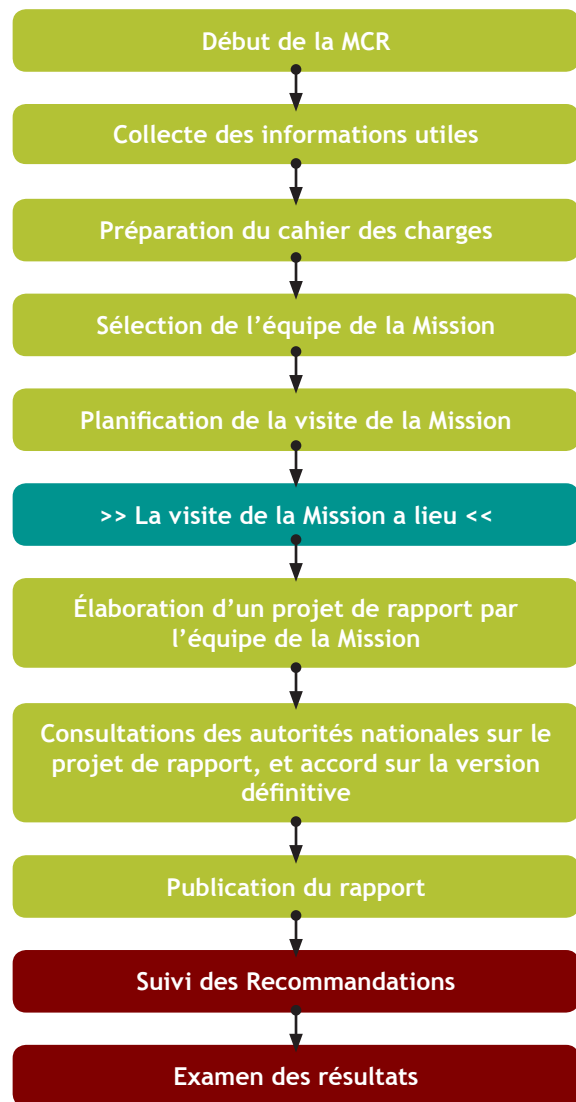 Début de la MCR
Collecte des informations utiles
Préparation du cahier des charges
Sélection de l’équipe de la Mission
Planification de la visite de la Mission
>> La visite de la Mission a lieu <<
Élaboration d’un projet de rapport par
l’équipe de la Mission
Consultations des autorités nationales sur le
projet de rapport, et accord sur la version
définitive
Publication du rapport
Suivi des Recommandations
Examen des résultats